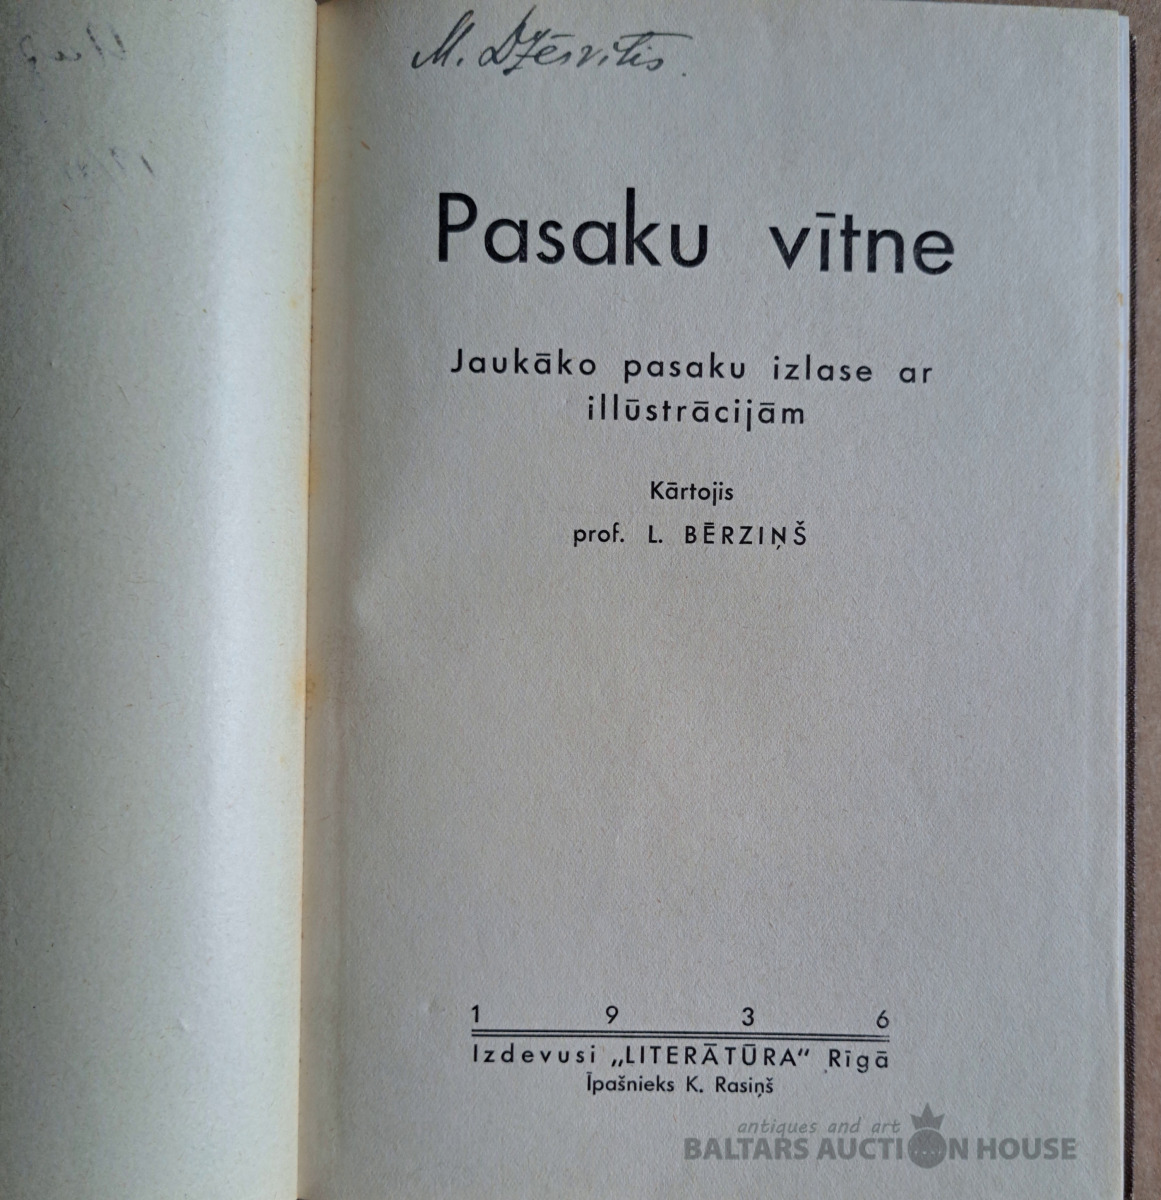 M. Džērvītis.
Pasaku vītne
Jaukāko pasaku izlase ar
illūstrācijām
Kārtojis
prof. L. BĒRZIŅŠ
1 9 3 6
Izdevusi „LITERĀTŪRA“ Rīgā
Īpašnieks K. Rasiņš
antiques and art
BALTARS AUCTION HOUSE